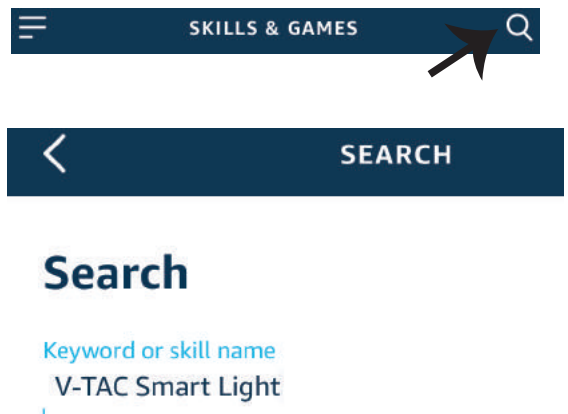 SKILLS & GAMES
SEARCH
Search
Keyword or skill name
V-TAC Smart Light